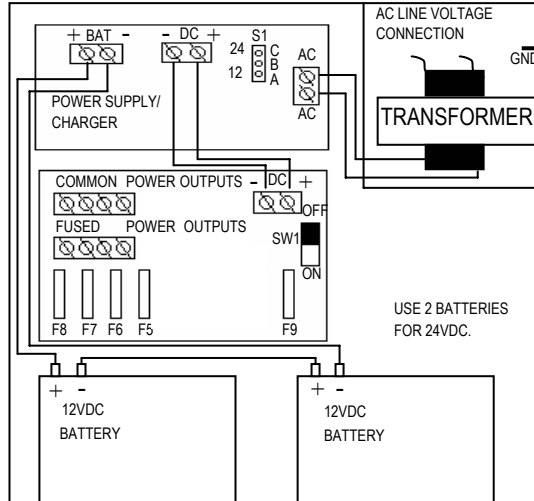 + BAT -
- DC +
S1
24
12
C
B
A
AC
AC
POWER SUPPLY/
CHARGER
AC LINE VOLTAGE
CONNECTION
GND
TRANSFORMER
COMMON POWER OUTPUTS
- DC +
OFF
FUSED POWER OUTPUTS
SW1
ON
F8 F7 F6 F5 F9
USE 2 BATTERIES
FOR 24VDC.
+ -
12VDC
BATTERY
+ -
12VDC
BATTERY